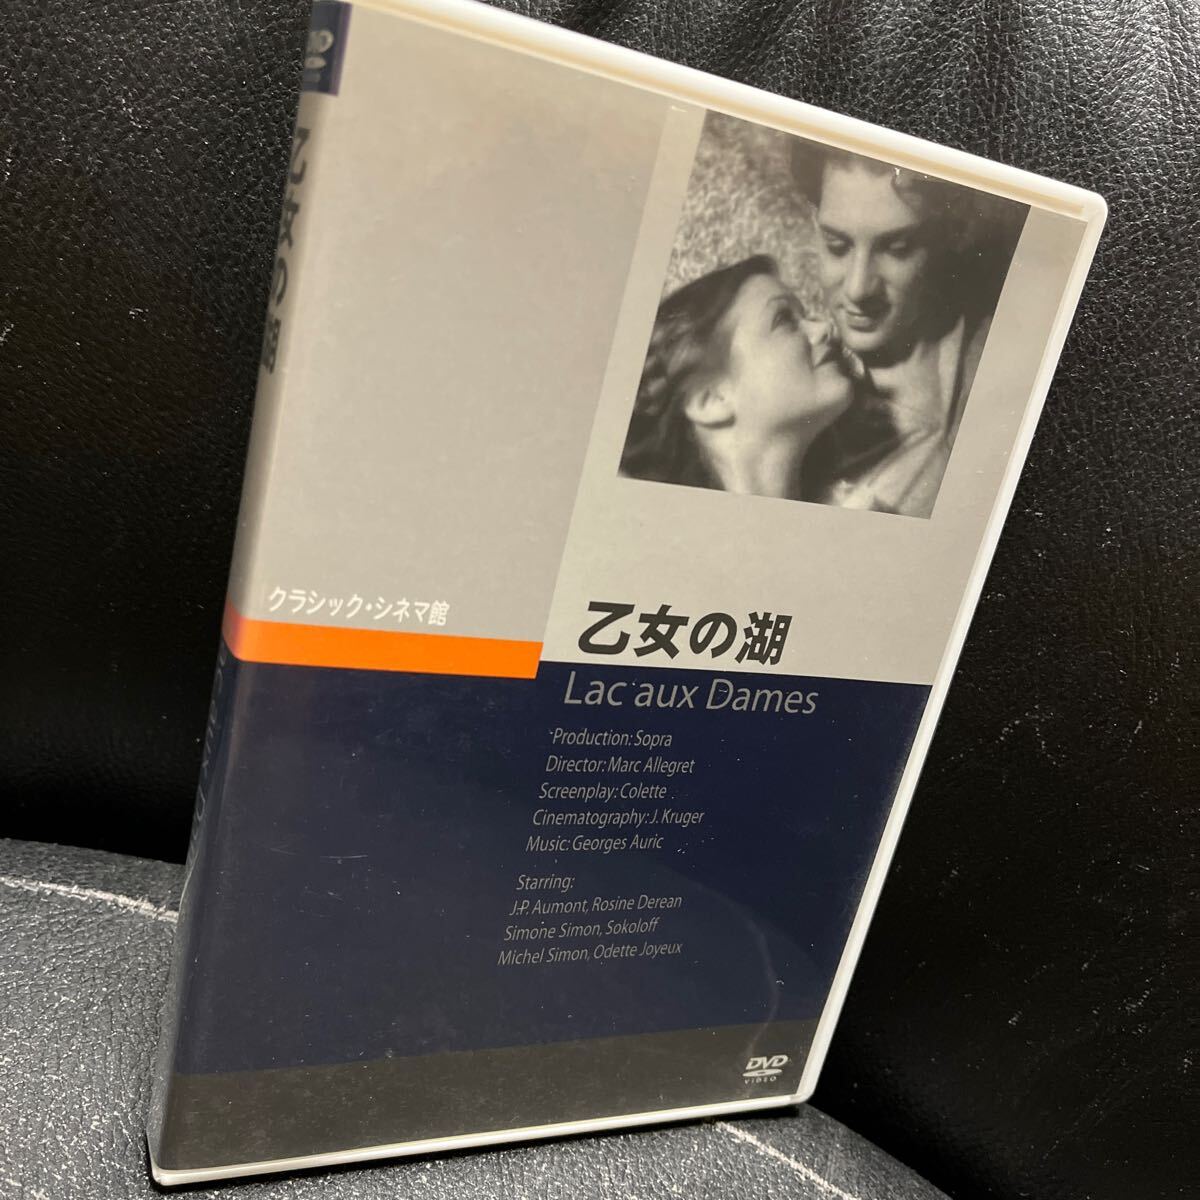 乙女の湖
クラシック・シネマ館
乙女の湖
Lac aux Dames
Production: Sopra
Director: Marc Allegret
Screenplay: Colette
Cinematography: J. Kruger
Music: Georges Auric
Starring:
J.P. Aumont, Rosine Derean
Simone Simon, Sokoloff
Michel Simon, Odette Joyeux
DVD
VIDEO